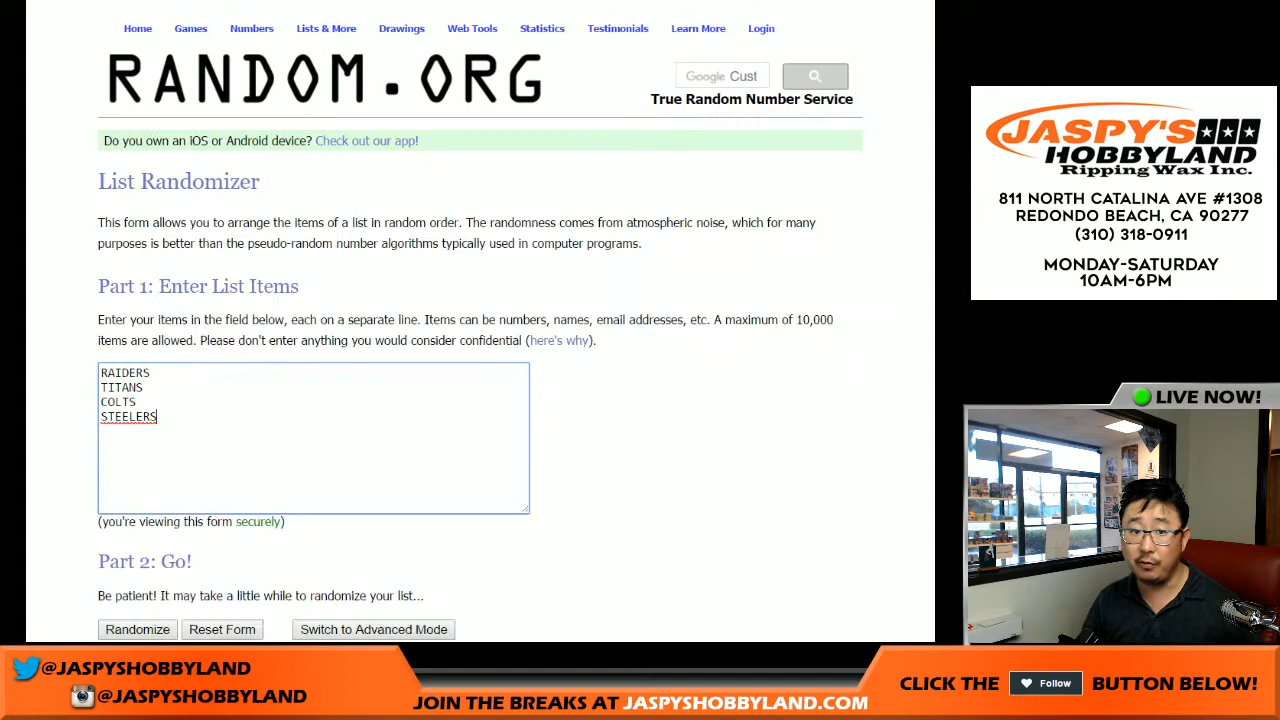 Home Games Numbers Lists & More Drawings Web Tools Statistics Testimonials Learn More Login
RANDOM.ORG
Google Cust
True Random Number Service
Do you own an iOS or Android device? Check out our app!
List Randomizer
This form allows you to arrange the items of a list in random order. The randomness comes from atmospheric noise, which for many
purposes is better than the pseudo-random number algorithms typically used in computer programs.
Part 1: Enter List Items
Enter your items in the field below, each on a separate line. Items can be numbers, names, email addresses, etc. A maximum of 10,000
items are allowed. Please don't enter anything you would consider confidential (here's why).
RAIDERS
TITANS
COLTS
STEELERS
(you're viewing this form securely)
Part 2: Go!
Be patient! It may take a little while to randomize your list...
Randomize Reset Form Switch to Advanced Mode
JASPY'S
HOBBYLAND
Ripping Wax Inc.
811 NORTH CATALINA AVE #1308
REDONDO BEACH, CA 90277
(310) 318-0911
MONDAY-SATURDAY
10AM-6PM
LIVE NOW!
@JASPYSHOBBYLAND
@JASPYSHOBBYLAND
JOIN THE BREAKS AT JASPYSHOBBYLAND.COM
CLICK THE Follow BUTTON BELOW!